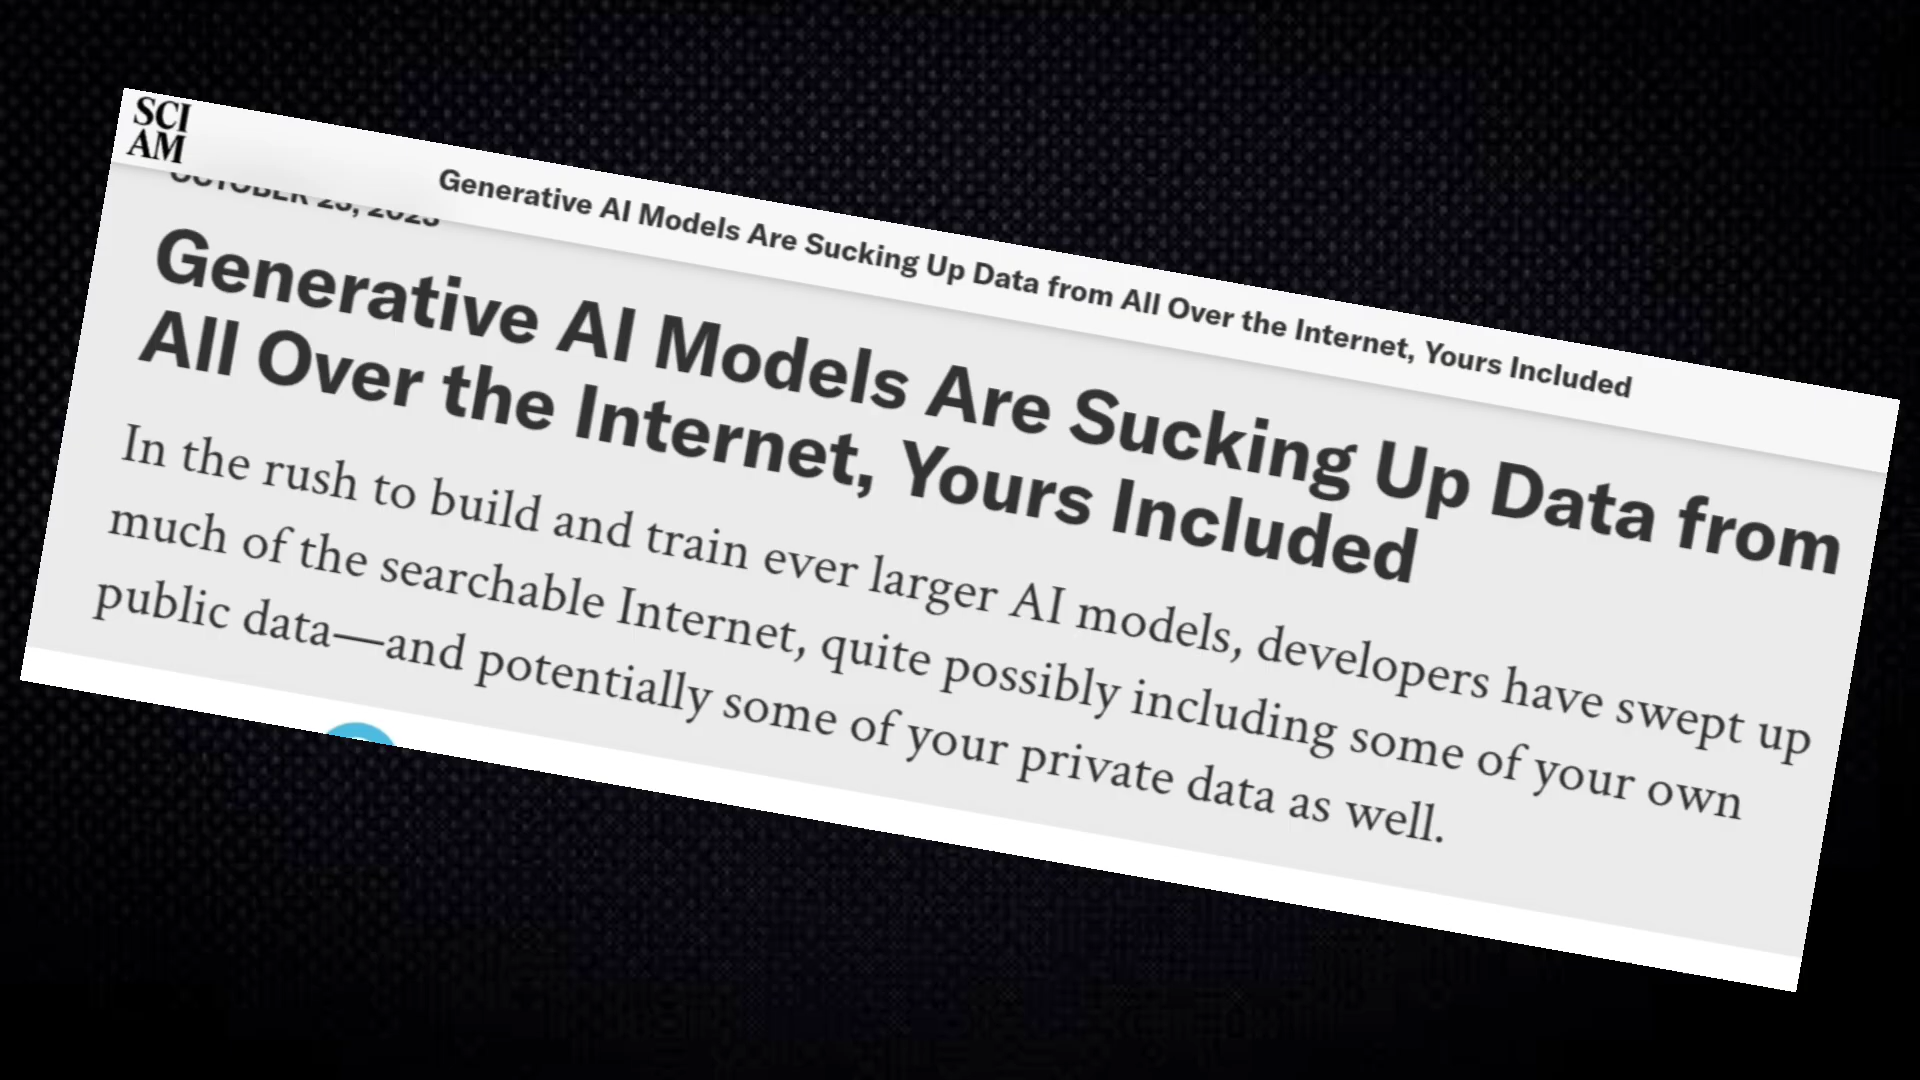 SCI
AM
Generative AI Models Are Sucking Up Data from All Over the Internet, Yours Included
OCTOBER 23, 2023
Generative AI Models Are Sucking Up Data from
All Over the Internet, Yours Included
In the rush to build and train ever larger AI models, developers have swept up
much of the searchable Internet, quite possibly including some of your own
public data—and potentially some of your private data as well.